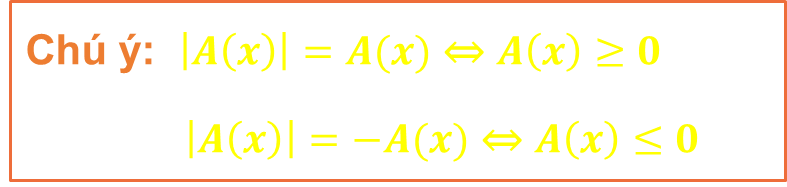 Chú ý: |A(x)| = A(x) ⇔ A(x) ≥ 0
|A(x)| = −A(x) ⇔ A(x) ≤ 0